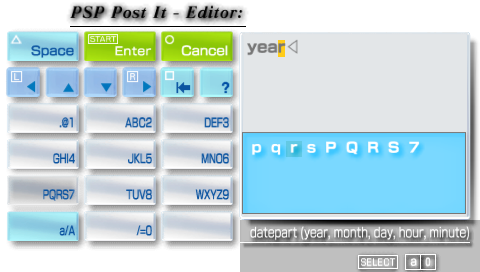 PSP Post It - Editor:
△ Space START Enter ○ Cancel
L ◀ ▲ ▼ R ▶ □ ?
.@1 ABC2 DEF3
GHI4 JKL5 MNO6
PQRS7 TUV8 WXYZ9
a/A /=0
year◁
p q r s P Q R S 7
datepart (year, month, day, hour, minute)
SELECT a 0